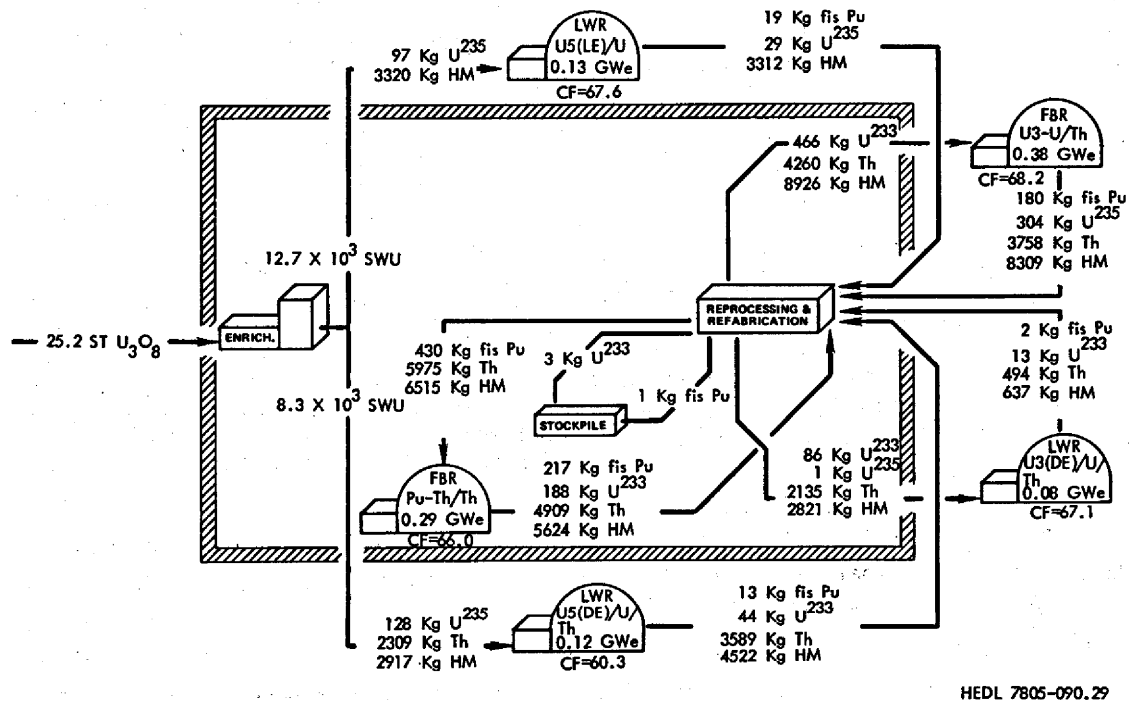 LWR
U5(LE)/U
0.13 GWe
CF=67.6
97 Kg U²³⁵
3320 Kg HM
19 Kg fis Pu
29 Kg U²³⁵
3312 Kg HM
466 Kg U²³³
4260 Kg Th
8926 Kg HM
FBR
U3-U/Th
0.38 GWe
CF=68.2
180 Kg fis Pu
304 Kg U²³⁵
3758 Kg Th
8309 Kg HM
12.7 X 10³ SWU
25.2 ST U₃O₈
ENRICH.
8.3 X 10³ SWU
REPROCESSING &
REFABRICATION
430 Kg fis Pu
5975 Kg Th
6515 Kg HM
3 Kg U²³³
1 Kg fis Pu
STOCKPILE
2 Kg fis Pu
13 Kg U²³³
494 Kg Th
637 Kg HM
FBR
Pu-Th/Th
0.29 GWe
CF=66.0
217 Kg fis Pu
188 Kg U²³³
4909 Kg Th
5624 Kg HM
86 Kg U²³³
1 Kg U²³⁵
2135 Kg Th
2821 Kg HM
LWR
U3(DE)/U/
Th
0.08 GWe
CF=67.1
128 Kg U²³⁵
2309 Kg Th
2917 Kg HM
LWR
U5(DE)/U/
Th
0.12 GWe
CF=60.3
13 Kg fis Pu
44 Kg U²³³
3589 Kg Th
4522 Kg HM
HEDL 7805-090.29